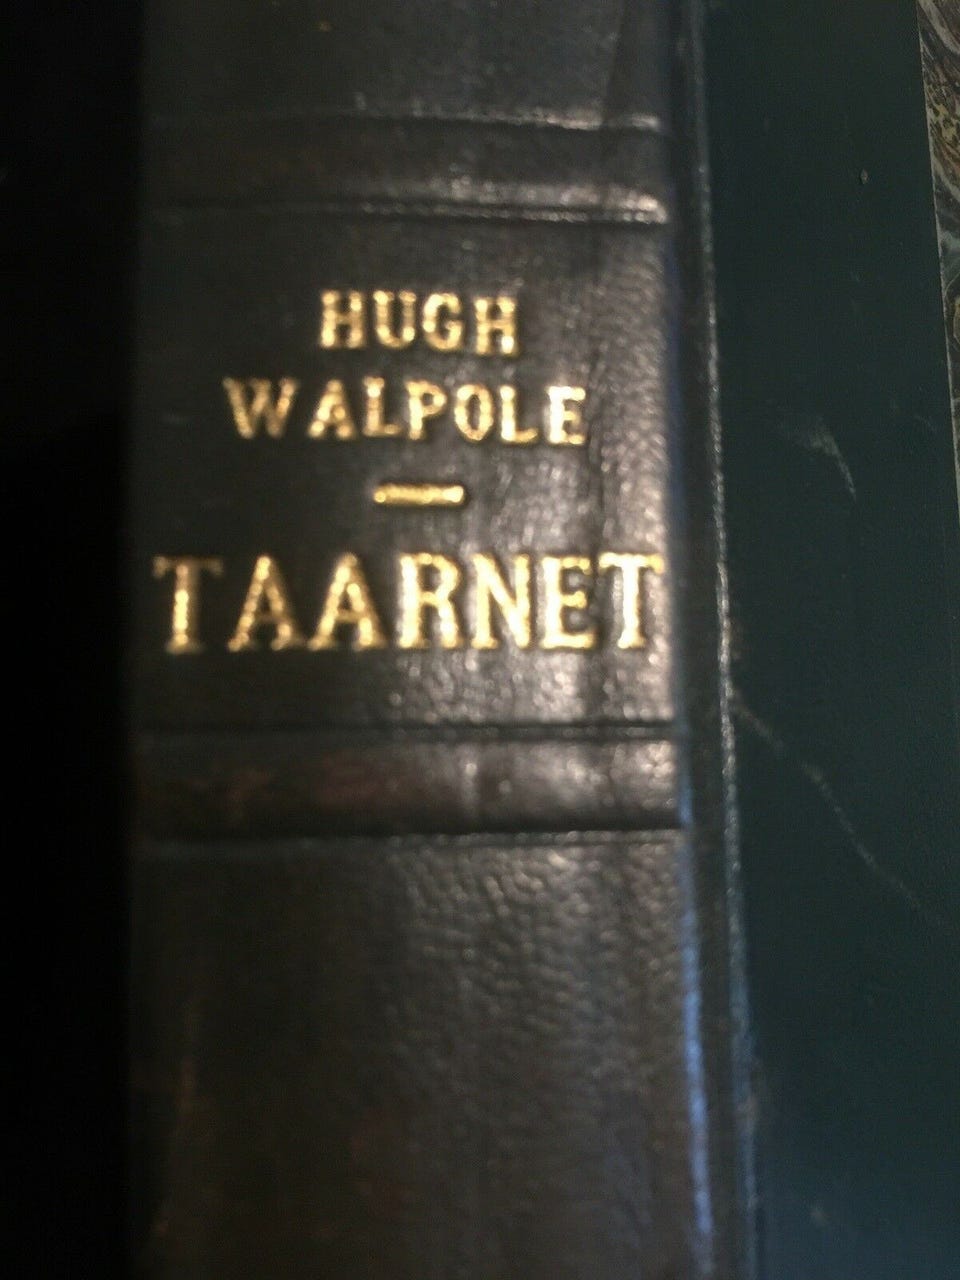 HUGH
WALPOLE
—
TAARNET